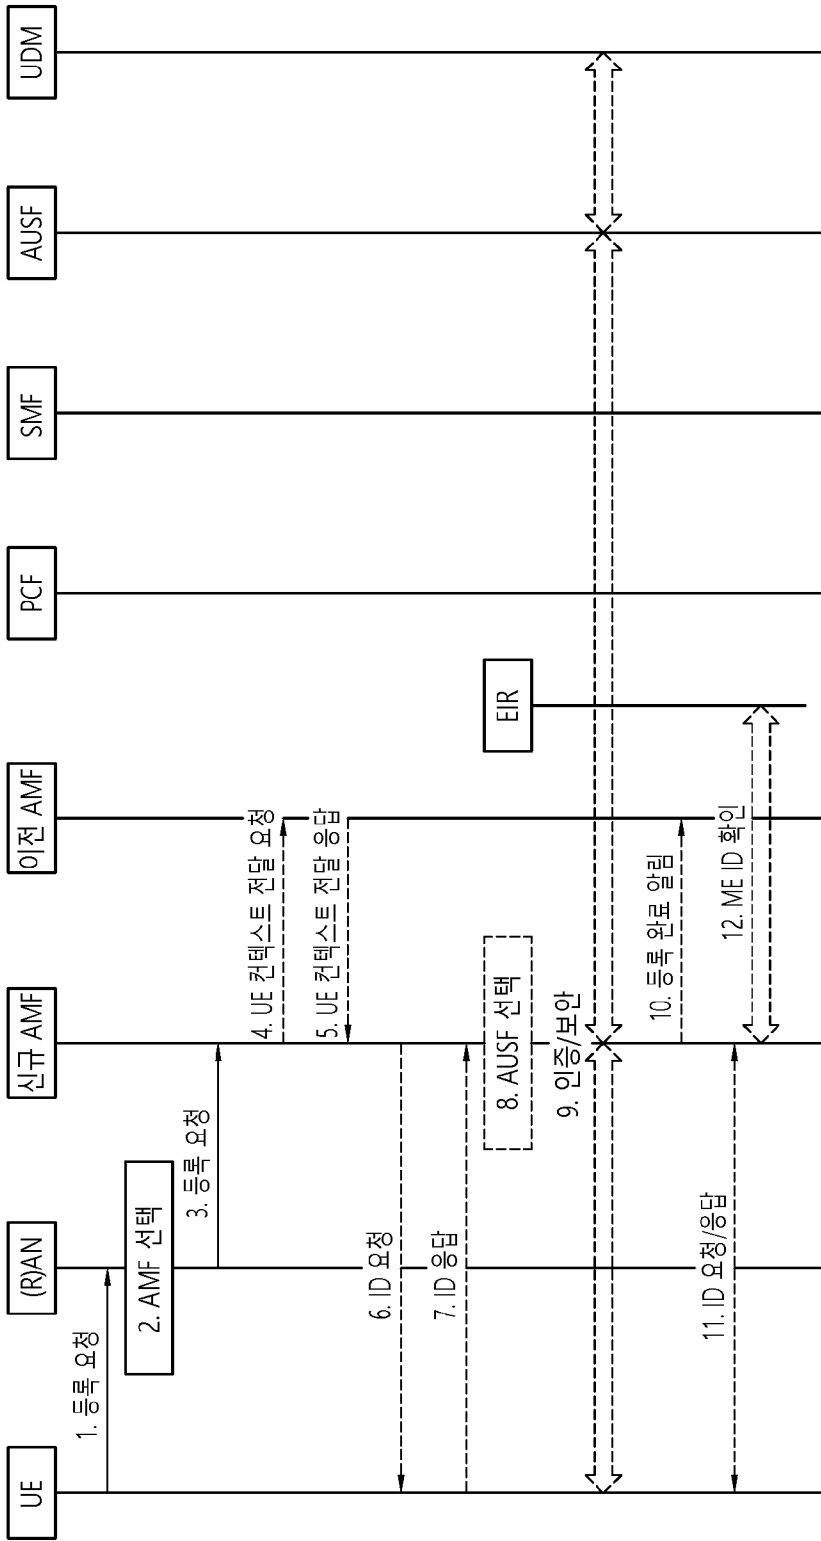 UE
(R)AN
신규 AMF
이전 AMF
PCF
SMF
AUSF
UDM
1. 등록 요청
2. AMF 선택
3. 등록 요청
4. UE 컨텍스트 전달 요청
5. UE 컨텍스트 전달 응답
6. ID 요청
7. ID 응답
8. AUSF 선택
EIR
9. 인증/보안
10. 등록 완료 알림
11. ID 요청/응답
12. ME ID 확인